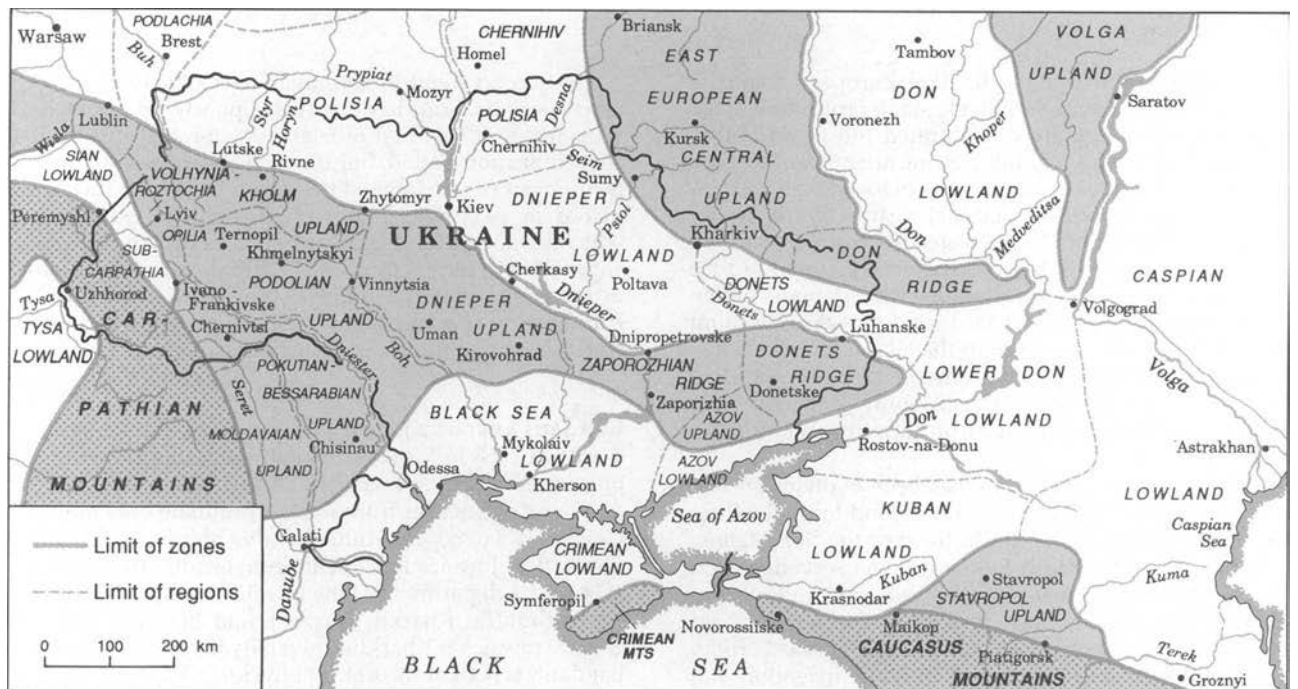 Warsaw
PODLACHIA
Brest
Buh
CHERNIHIV
Homel
Briansk
EAST
EUROPEAN
CENTRAL
UPLAND
Tambov
DON
LOWLAND
VOLGA
UPLAND
Saratov
Prypiat
Mozyr
POLISIA
Styr
Horyn
POLISIA
Desna
Chernihiv
Kursk
Voronezh
Khoper
Medveditsa
Wisla
Lublin
SIAN
LOWLAND
Lutske
Rivne
VOLHYNIA -
KHOLM
UPLAND
ROZTOCHIA
Seim
Sumy
Peremyshl
Lviv
OPILIA
Ternopil
Zhytomyr
Kiev
DNIEPER
LOWLAND
Psiol
Kharkiv
DON
RIDGE
Don
UKRAINE
SUB-
CARPATHIA
Khmelnytskyi
PODOLIAN
UPLAND
Vinnytsia
Cherkasy
Dnieper
Poltava
DONETS
LOWLAND
Donets
CASPIAN
LOWLAND
Volgograd
Tysa
Uzhhorod
TYSA
LOWLAND
Ivano-
Frankivske
Chernivtsi
DNIEPER
UPLAND
Uman
Kirovohrad
Dnipropetrovske
Luhanske
Volga
CAR-
PATHIAN
MOUNTAINS
Seret
Dniester
Boh
POKUTIAN-
BESSARABIAN
UPLAND
ZAPOROZHIAN
RIDGE
Zaporizhia
DONETS
RIDGE
Donetske
LOWER DON
LOWLAND
Don
MOLDAVAIAN
UPLAND
Chisinau
BLACK SEA
LOWLAND
Mykolaiv
Kherson
Odessa
AZOV
UPLAND
AZOV
LOWLAND
Rostov-na-Donu
Astrakhan
Sea of Azov
KUBAN
LOWLAND
Caspian
Sea
Galati
Danube
CRIMEAN
LOWLAND
Symferopil
CRIMEAN
MTS
Kuban
Krasnodar
Stavropol
STAVROPOL
UPLAND
Kuma
Novorossiiske
Maikop
CAUCASUS
MOUNTAINS
Piatigorsk
Terek
Groznyi
BLACK SEA
Limit of zones
Limit of regions
0 100 200 km